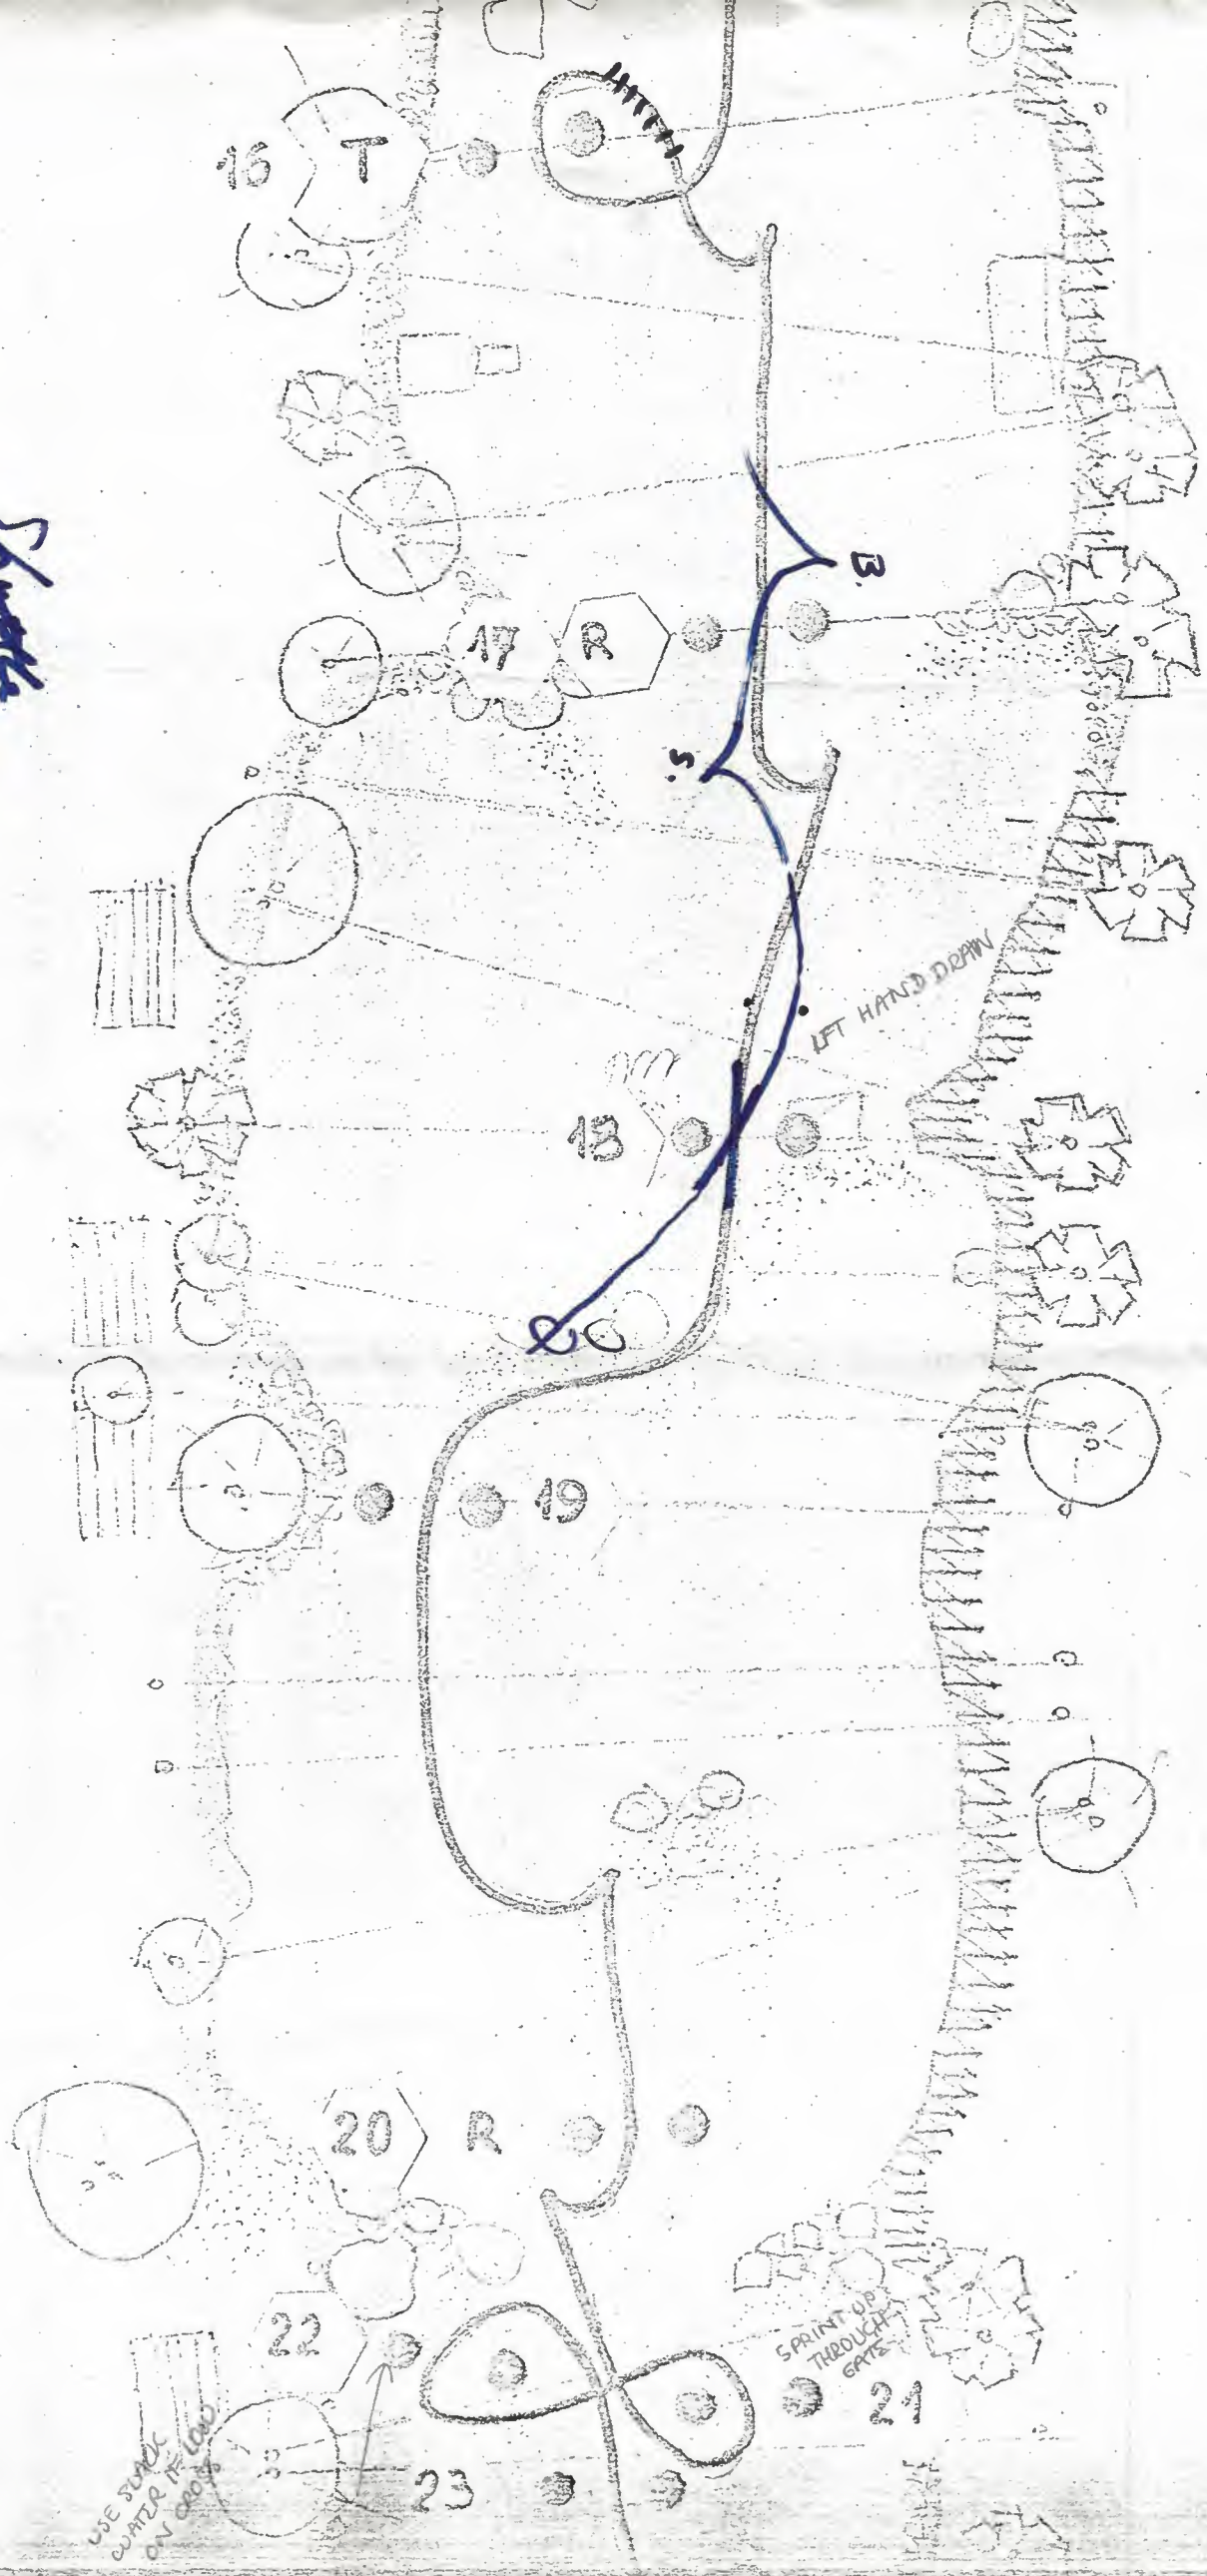 16
T
B.
17
R
S.
LFT HAND DRAW
18
19
20
R
22
SPRINT UP
THROUGH
GATE
21
USE SLACK
WATER IF LOW
ON CROSS
23